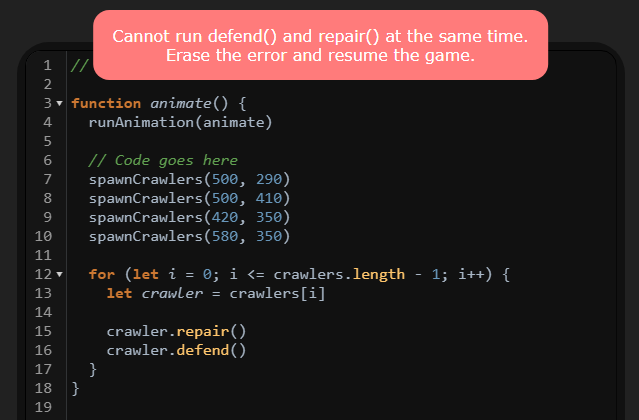 Cannot run defend() and repair() at the same time.
Erase the error and resume the game.
1 //
2
3 function animate() {
4 runAnimation(animate)
5
6 // Code goes here
7 spawnCrawlers(500, 290)
8 spawnCrawlers(500, 410)
9 spawnCrawlers(420, 350)
10 spawnCrawlers(580, 350)
11
12 for (let i = 0; i <= crawlers.length - 1; i++) {
13 let crawler = crawlers[i]
14
15 crawler.repair()
16 crawler.defend()
17 }
18 }
19